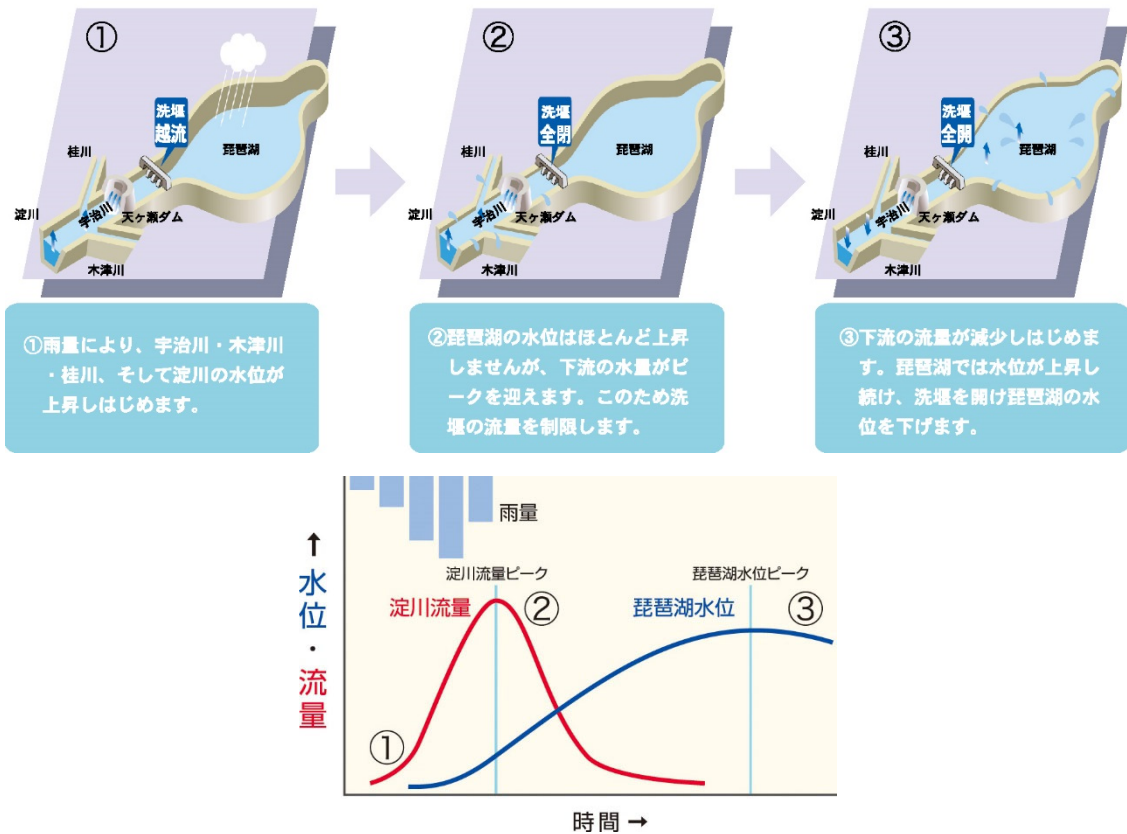 ①
洗堰
越流
桂川
琵琶湖
淀川
宇治川
天ヶ瀬ダム
木津川
②
洗堰
全閉
桂川
琵琶湖
淀川
宇治川
天ヶ瀬ダム
木津川
③
洗堰
全開
桂川
琵琶湖
淀川
宇治川
天ヶ瀬ダム
木津川
①雨量により、宇治川・木津川
・桂川、そして淀川の水位が
上昇しはじめます。
②琵琶湖の水位はほとんど上昇
しませんが、下流の水量がピ
ークを迎えます。このため洗
堰の流量を制限します。
③下流の流量が減少しはじめま
す。琵琶湖では水位が上昇し
続け、洗堰を開け琵琶湖の水
位を下げます。
雨量
淀川流量ピーク
琵琶湖水位ピーク
淀川流量
②
琵琶湖水位
③
①
↑水位・流量
時間→